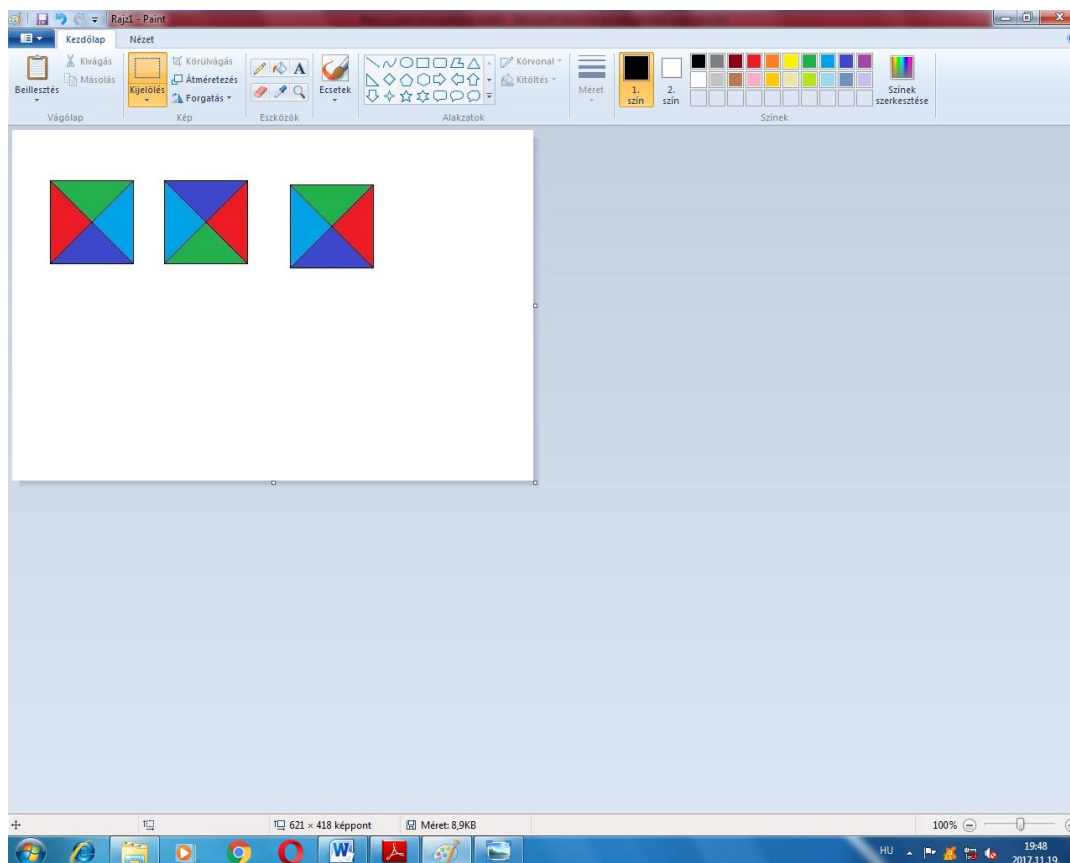 Rajz1 - Paint
Kezdőlap Nézet
Beillesztés
Kivágás
Másolás
Vágólap
Kijelölés
Körülvágás
Átméretezés
Forgatás
Kép
A
Eszközök
Ecsetek
Alakzatok
Körvonal
Kitöltés
Méret
1.
szín
2.
szín
Színek
Színek
szerkesztése
621 × 418 képpont
Méret: 8,9KB
100%
HU
19:48
2017.11.19.